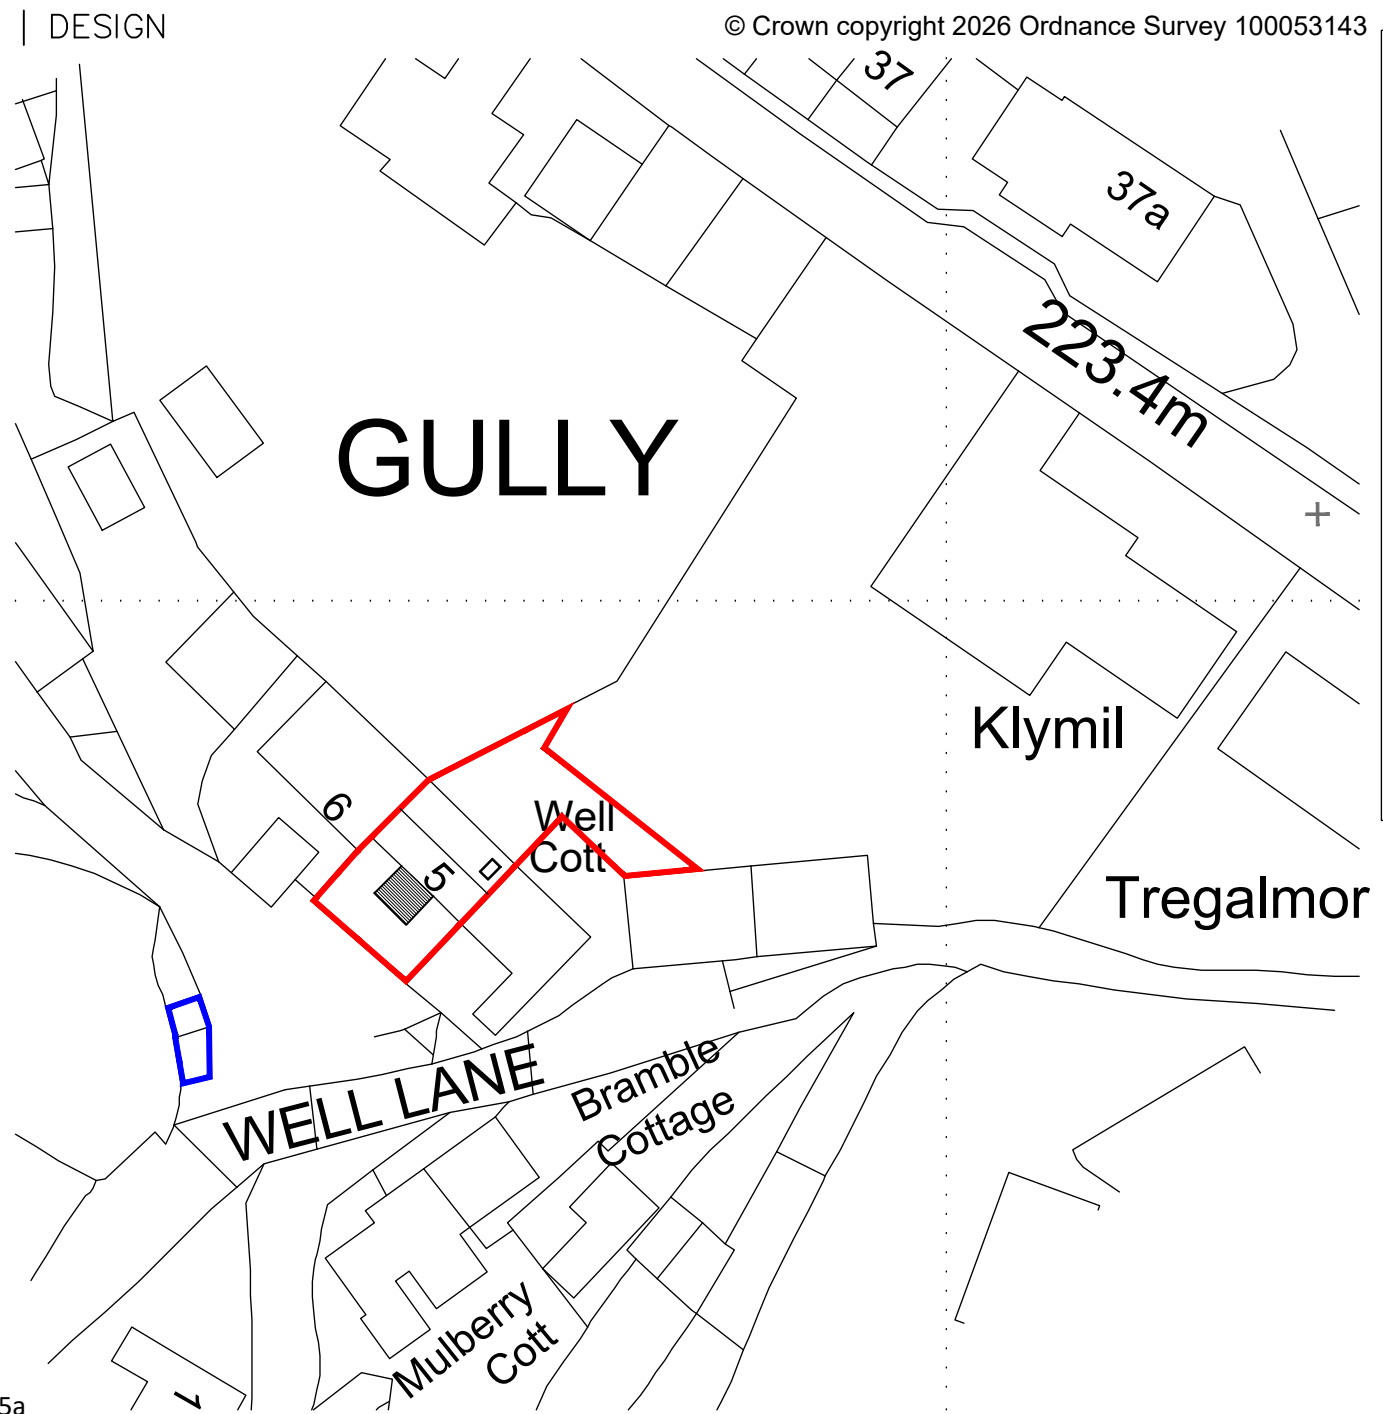 | DESIGN
© Crown copyright 2026 Ordnance Survey 100053143
37
37a
223.4m
GULLY
Klymil
6
Well
Cott
5
Tregalmor
WELL LANE
Bramble
Cottage
Mulberry
Cott
1
5a